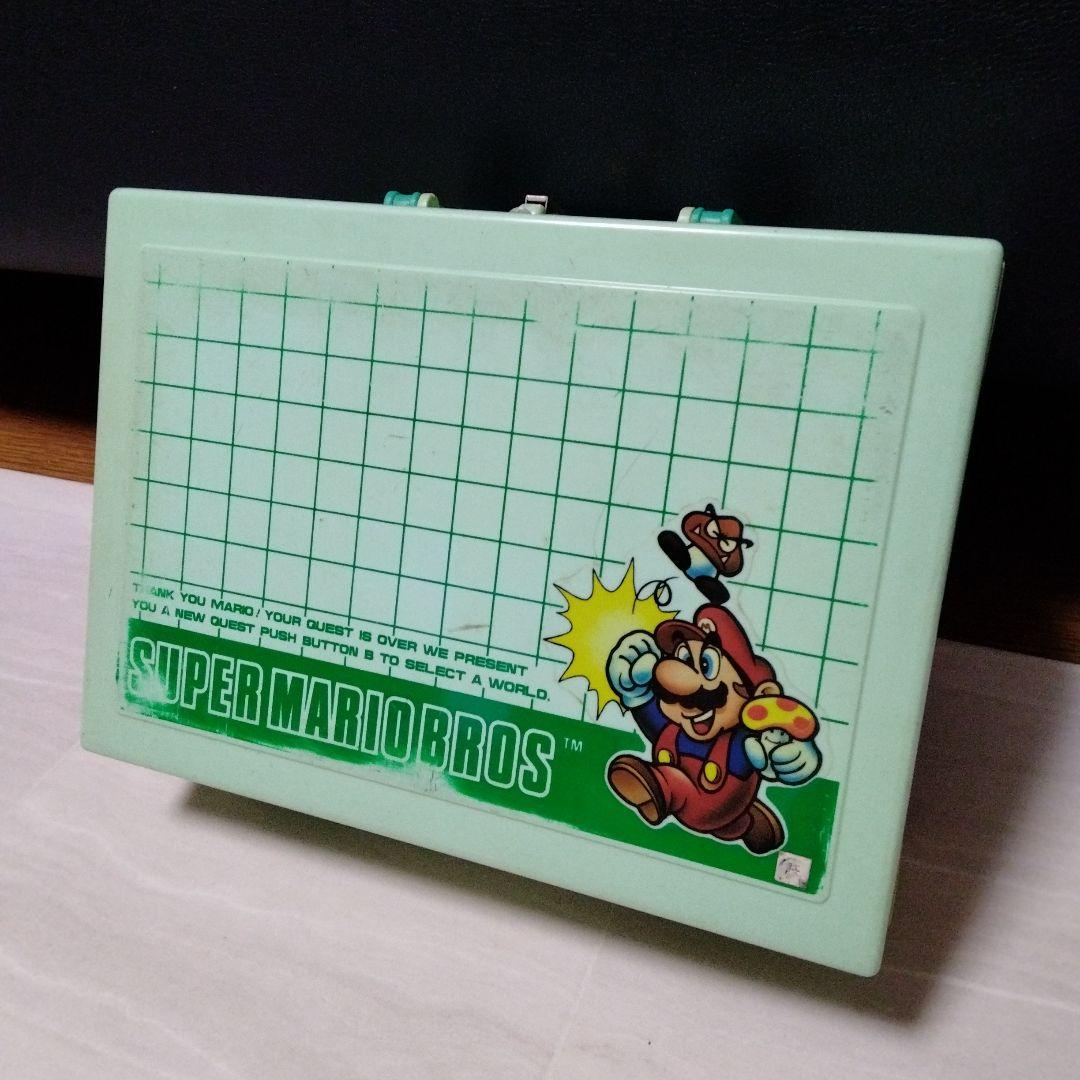 THANK YOU MARIO! YOUR QUEST IS OVER WE PRESENT
YOU A NEW QUEST PUSH BUTTON B TO SELECT A WORLD.
SUPER MARIO BROS™
M